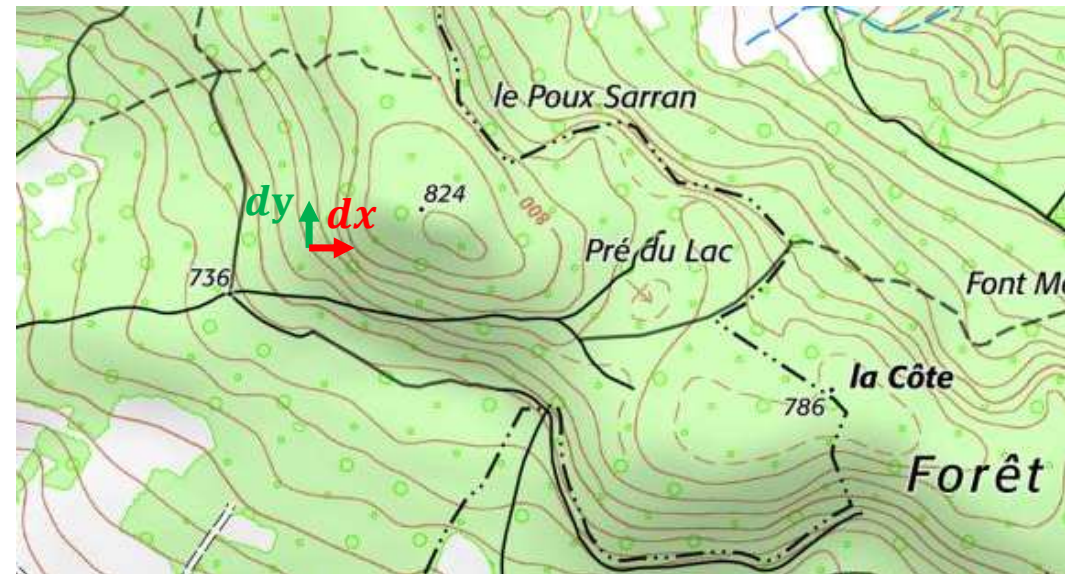 le Poux Sarran
824
dy
dx
800
Pré du Lac
736
Font M
la Côte
786
Forêt